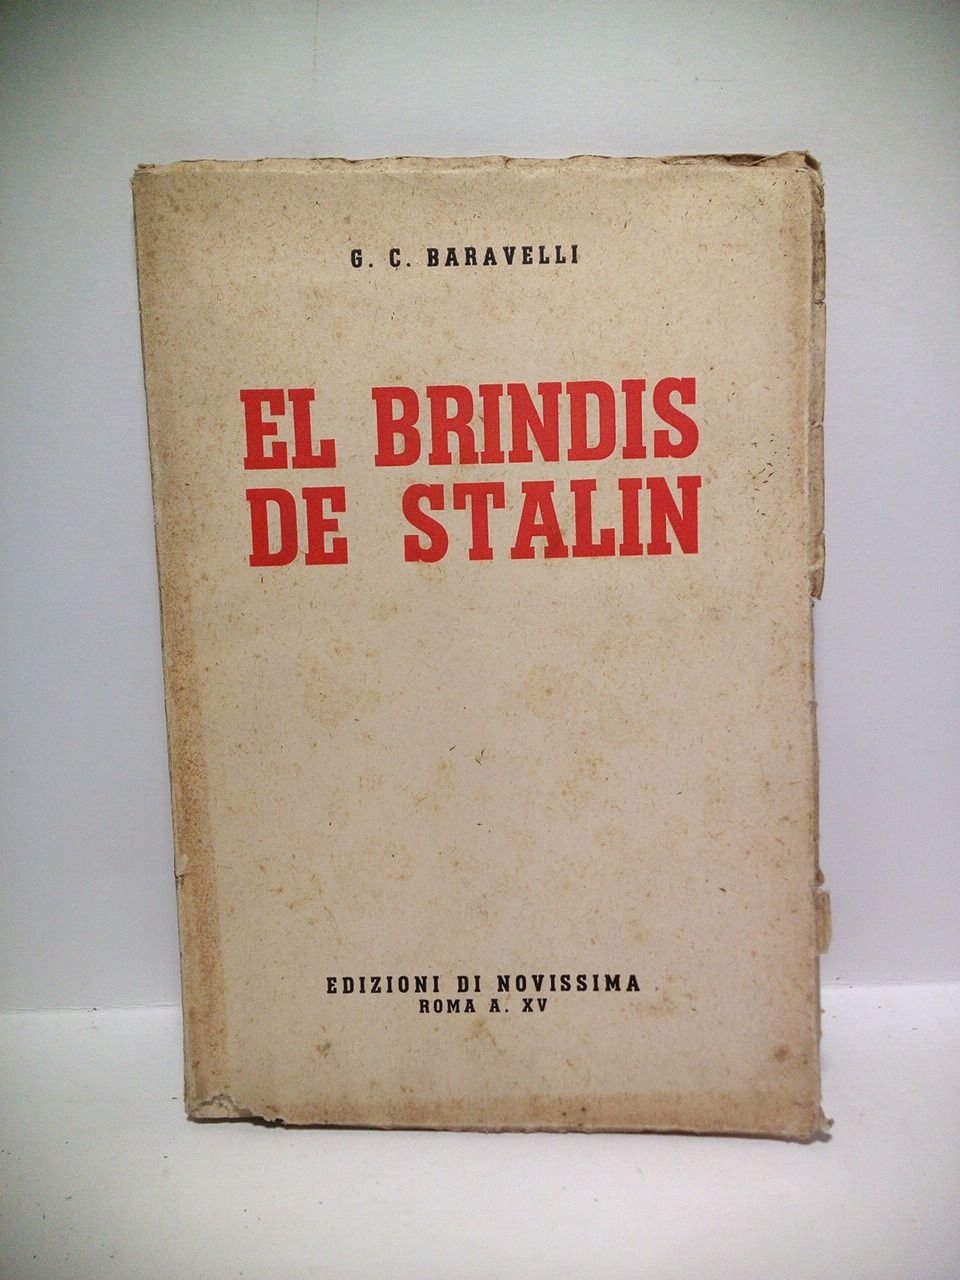 G. C. BARAVELLI
EL BRINDIS
DE STALIN
EDIZIONI DI NOVISSIMA
ROMA A. XV